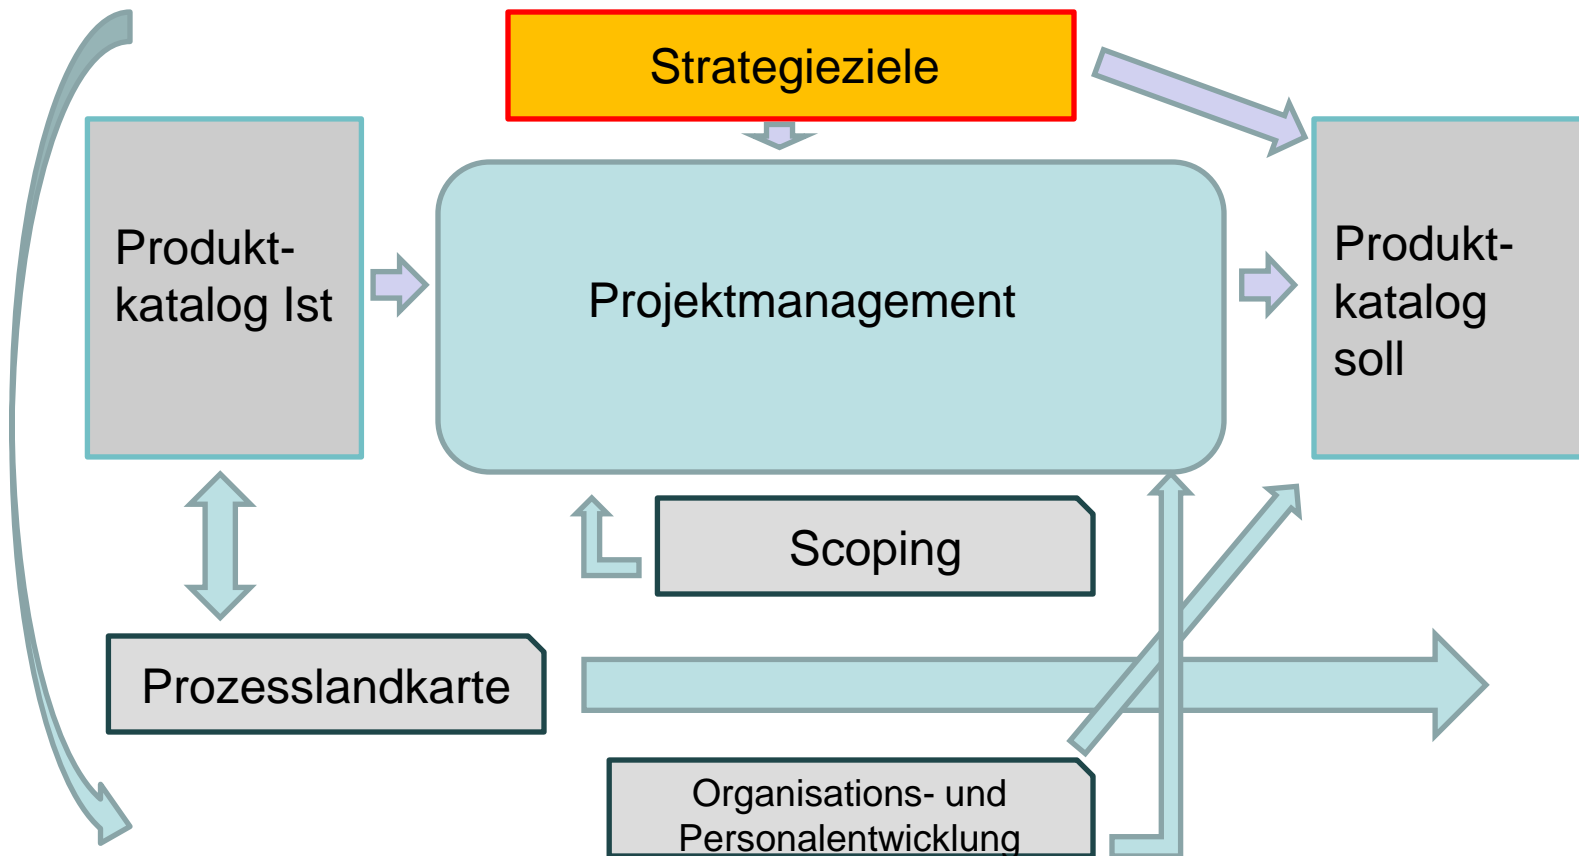 Strategieziele
Produkt-
katalog Ist
Projektmanagement
Produkt-
katalog
soll
Scoping
Prozesslandkarte
Organisations- und
Personalentwicklung